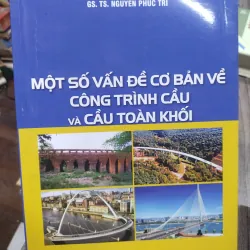 GS. TS. NGUYỄN PHÚC TRÍ
MỘT SỐ VẤN ĐỀ CƠ BẢN VỀ
CÔNG TRÌNH CẦU
VÀ CẦU TOÀN KHỐI